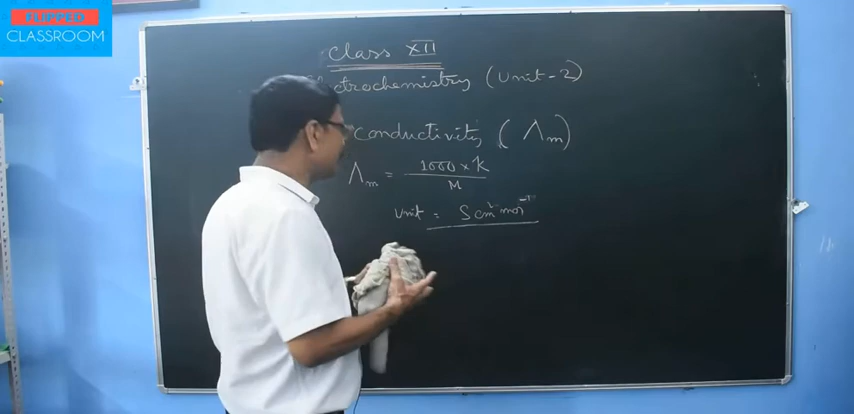 FLIPPED
CLASSROOM
Class XII
ctrochemistry (Unit-2)
conductivity (Λm)
Λm = 1000 × K / M
Unit = S cm² mol⁻¹